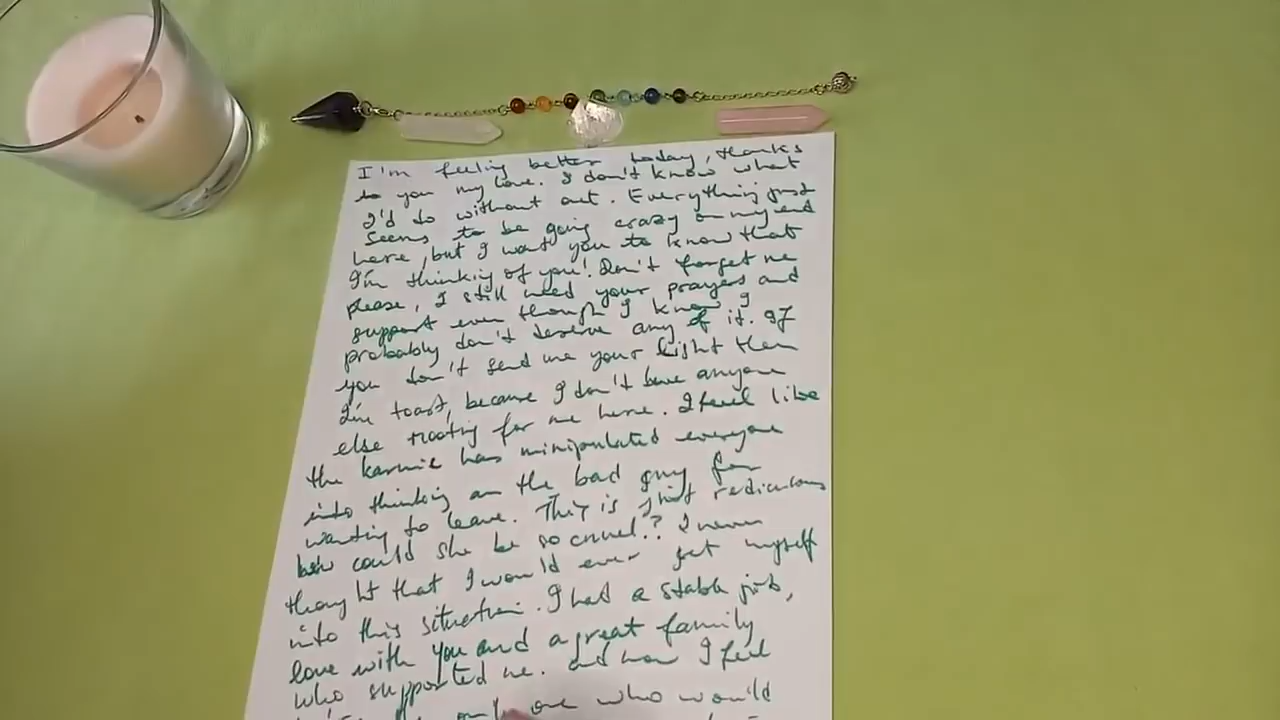 I'm feeling better today, thanks
to you my love. I don't know what
I'd do without out. Everything just
seems to be going crazy on my end
here, but I want you to know that
I'm thinking of you! Don't forget me
please, I still need your prayers and
support even though I know I
probably don't deserve any of it. If
you don't send me your light then
I'm toast, because I don't have anyone
else rooting for me here. I feel like
the karmic has minipulated everyone
into thinking am the bad guy for
wanting to leave. This is just rediculous
how could she be so cruel? I never
thought that I would ever get myself
into this situation. I had a stable job,
love with you and a great family
who supported me. and now I feel
one who would